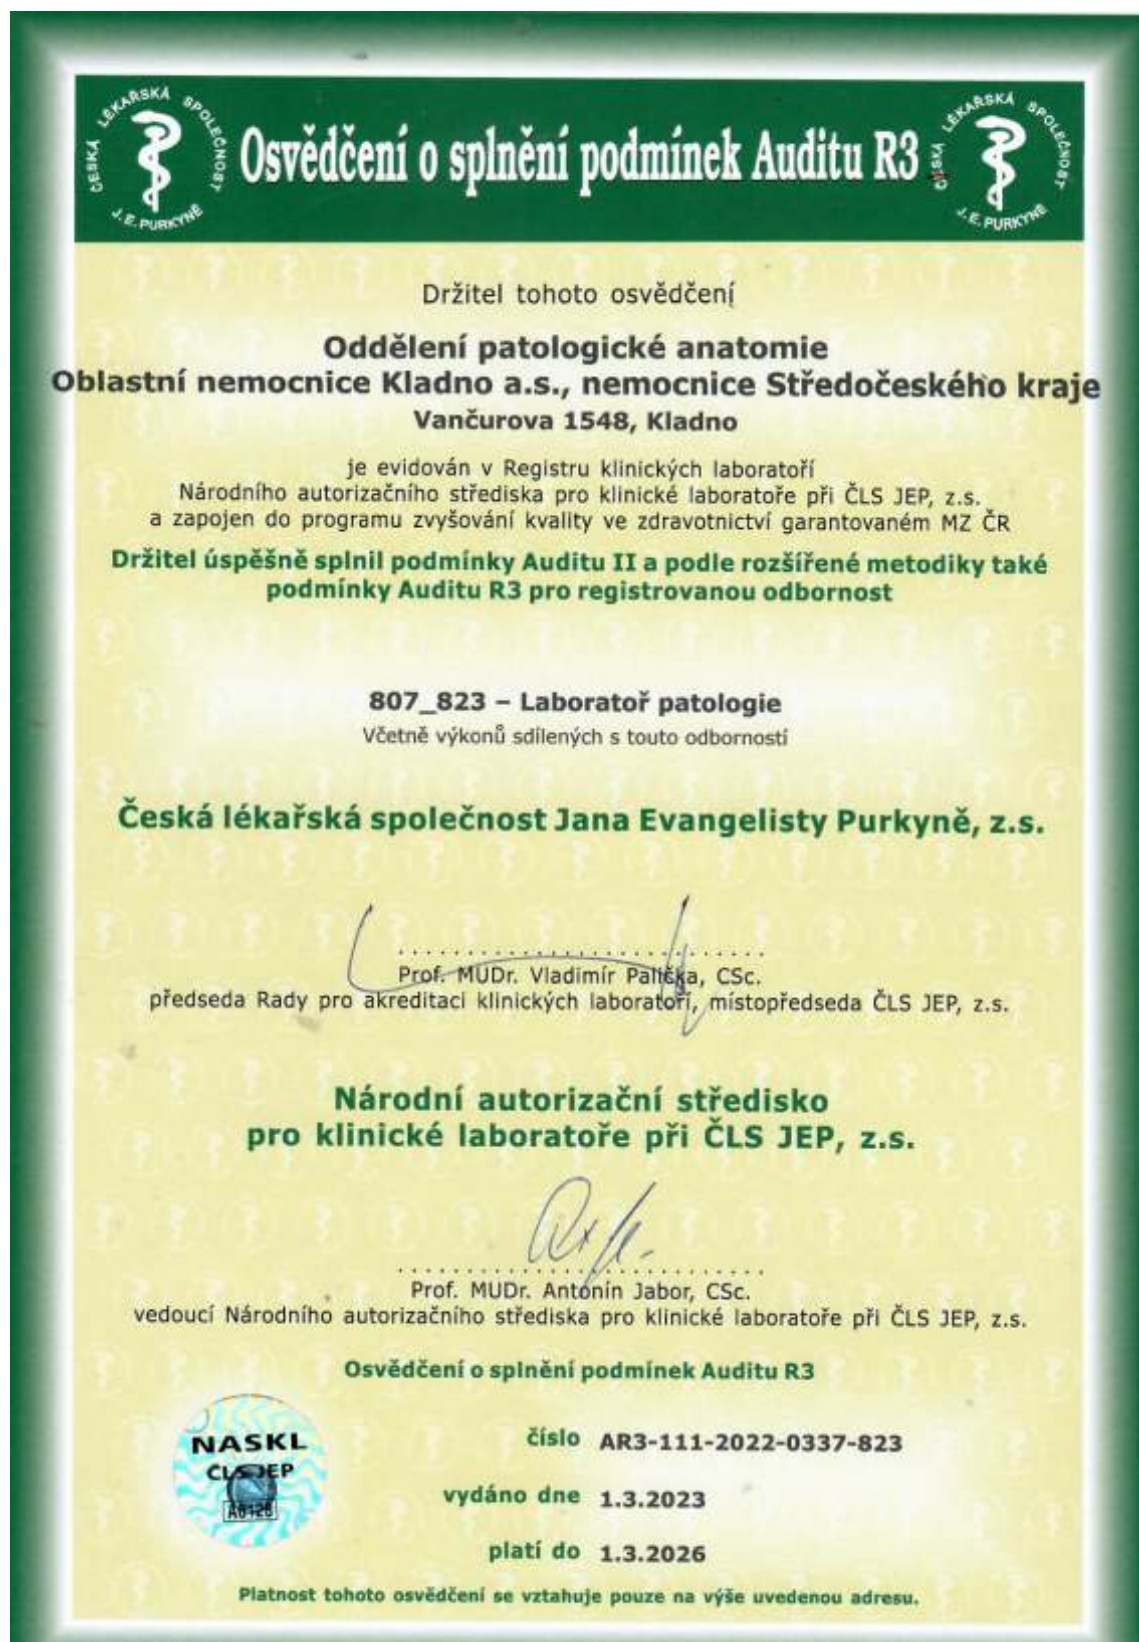 ČESKÁ LÉKAŘSKÁ SPOLEČNOST
J. E. PURKYNĚ
Osvědčení o splnění podmínek Auditu R3
ČESKÁ LÉKAŘSKÁ SPOLEČNOST
J. E. PURKYNĚ
Držitel tohoto osvědčení
Oddělení patologické anatomie
Oblastní nemocnice Kladno a.s., nemocnice Středočeského kraje
Vančurova 1548, Kladno
je evidován v Registru klinických laboratoří
Národního autorizačního střediska pro klinické laboratoře při ČLS JEP, z.s.
a zapojen do programu zvyšování kvality ve zdravotnictví garantovaném MZ ČR
Držitel úspěšně splnil podmínky Auditu II a podle rozšířené metodiky také
podmínky Auditu R3 pro registrovanou odbornost
807_823 – Laboratoř patologie
Včetně výkonů sdílených s touto odborností
Česká lékařská společnost Jana Evangelisty Purkyně, z.s.
Prof. MUDr. Vladimír Palička, CSc.
předseda Rady pro akreditaci klinických laboratoří, místopředseda ČLS JEP, z.s.
Národní autorizační středisko
pro klinické laboratoře při ČLS JEP, z.s.
Prof. MUDr. Antonín Jabor, CSc.
vedoucí Národního autorizačního střediska pro klinické laboratoře při ČLS JEP, z.s.
Osvědčení o splnění podmínek Auditu R3
NASKL
ČLS JEP
číslo AR3-111-2022-0337-823
vydáno dne 1.3.2023
platí do 1.3.2026
Platnost tohoto osvědčení se vztahuje pouze na výše uvedenou adresu.